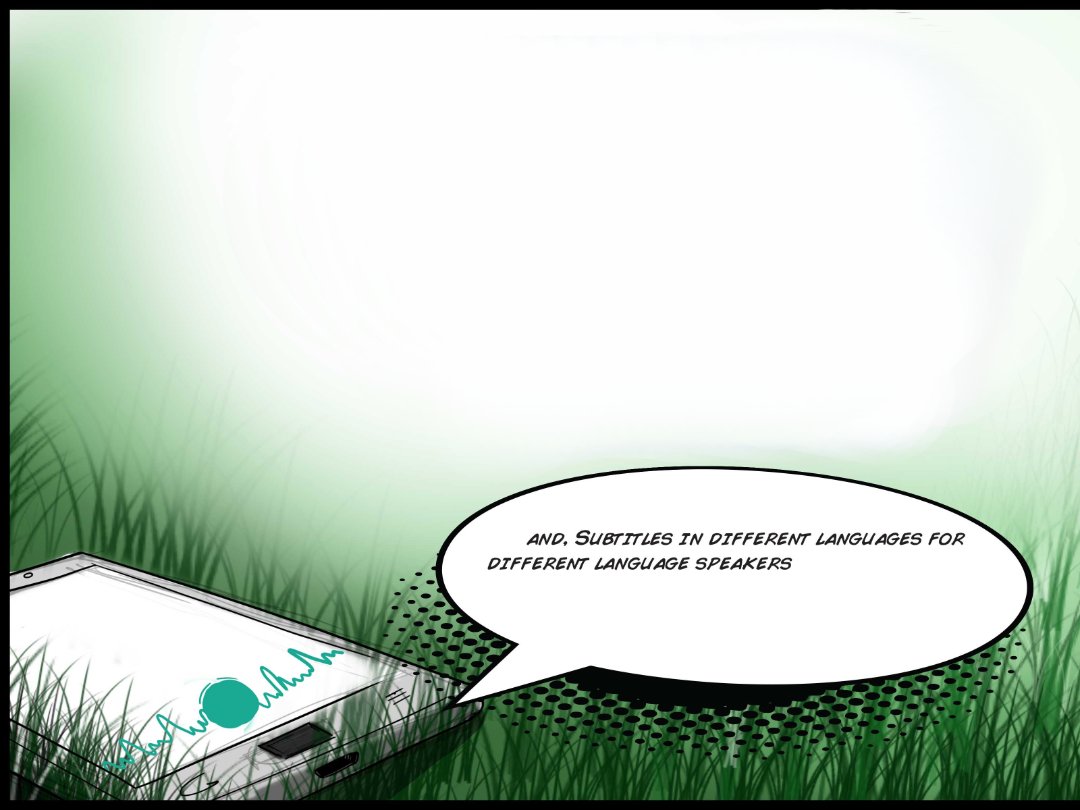 and, Subtitles in different languages for
different language speakers